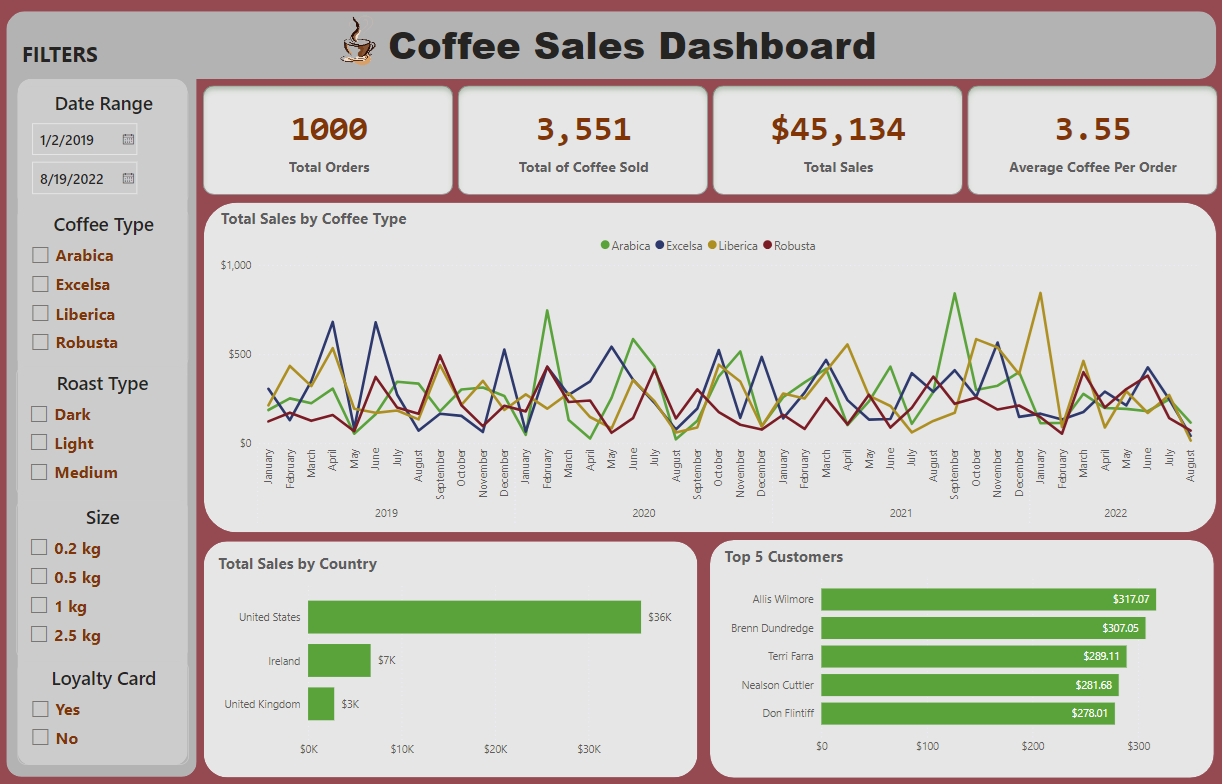 Coffee Sales Dashboard
FILTERS
Date Range
1/2/2019
8/19/2022
Coffee Type
Arabica
Excelsa
Liberica
Robusta
Roast Type
Dark
Light
Medium
Size
0.2 kg
0.5 kg
1 kg
2.5 kg
Loyalty Card
Yes
No
1000
Total Orders
3,551
Total of Coffee Sold
$45,134
Total Sales
3.55
Average Coffee Per Order
Total Sales by Coffee Type
Arabica Excelsa Liberica Robusta
$1,000
$500
$0
January February March April May June July August September October November December January February March April May June July August September October November December January February March April May June July August September October November December January February March April May June July August
2019 2020 2021 2022
Total Sales by Country
United States $36K
Ireland $7K
United Kingdom $3K
$0K $10K $20K $30K
Top 5 Customers
Allis Wilmore $317.07
Brenn Dundredge $307.05
Terri Farra $289.11
Nealson Cuttler $281.68
Don Flintiff $278.01
$0 $100 $200 $300